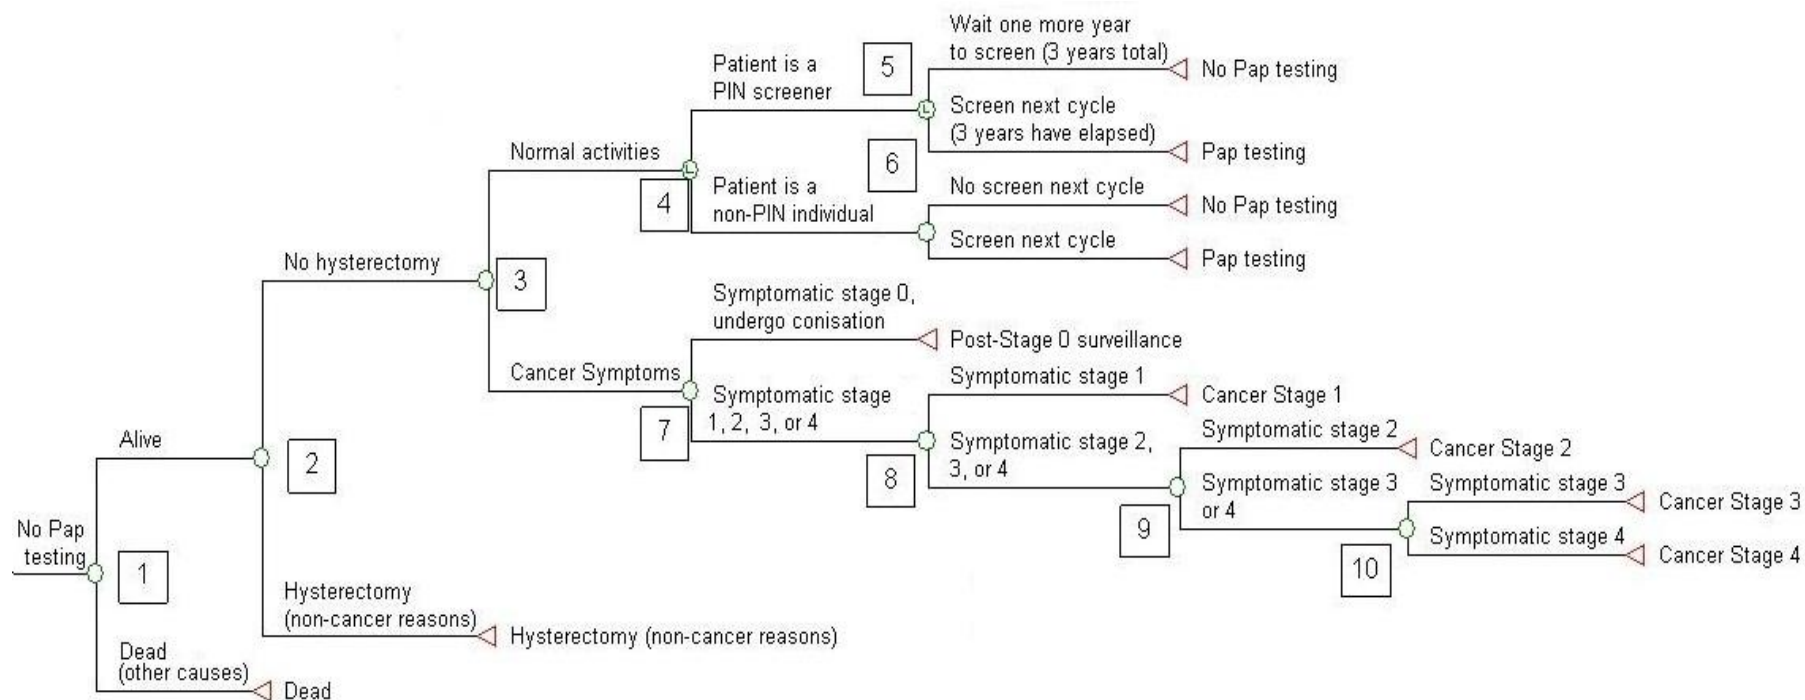 Wait one more year
to screen (3 years total)
No Pap testing
Patient is a
PIN screener
5
Screen next cycle
(3 years have elapsed)
Pap testing
Normal activities
6
4
Patient is a
non-PIN individual
No screen next cycle
No Pap testing
Screen next cycle
Pap testing
No hysterectomy
3
Symptomatic stage 0,
undergo conisation
Post-Stage 0 surveillance
Cancer Symptoms
7
Symptomatic stage
1, 2, 3, or 4
Symptomatic stage 1
Cancer Stage 1
8
Symptomatic stage 2,
3, or 4
Symptomatic stage 2
Cancer Stage 2
9
Symptomatic stage 3
or 4
Symptomatic stage 3
Cancer Stage 3
10
Symptomatic stage 4
Cancer Stage 4
Alive
2
No Pap
testing
1
Hysterectomy
(non-cancer reasons)
Hysterectomy (non-cancer reasons)
Dead
(other causes)
Dead